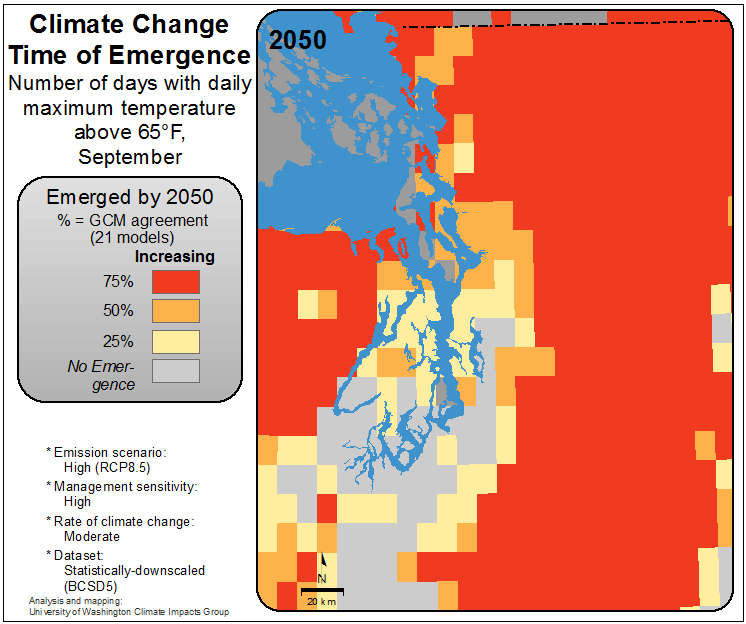 Climate Change
Time of Emergence
Number of days with daily
maximum temperature
above 65°F,
September
Emerged by 2050
% = GCM agreement
(21 models)
Increasing
75%
50%
25%
No Emer-
gence
* Emission scenario:
High (RCP8.5)
* Management sensitivity:
High
* Rate of climate change:
Moderate
* Dataset:
Statistically-downscaled
(BCSD5)
Analysis and mapping:
University of Washington Climate Impacts Group
2050
N
20 km